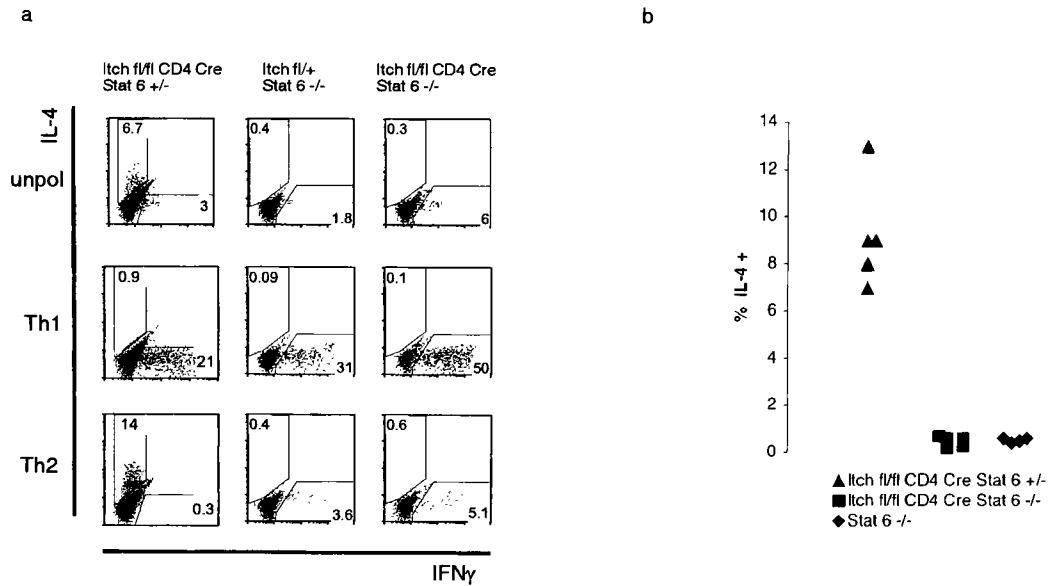 a
b
Itch fl/fl CD4 Cre
Stat 6 +/-
Itch fl/+
Stat 6 -/-
Itch fl/fl CD4 Cre
Stat 6 -/-
IL-4
unpol
6.7
3
0.4
1.8
0.3
6
Th1
0.9
21
0.09
31
0.1
50
Th2
14
0.3
0.4
3.6
0.6
5.1
IFNγ
% IL-4 +
14
12
10
8
6
4
2
0
▲ Itch fl/fl CD4 Cre Stat 6 +/-
■ Itch fl/fl CD4 Cre Stat 6 -/-
◆ Stat 6 -/-